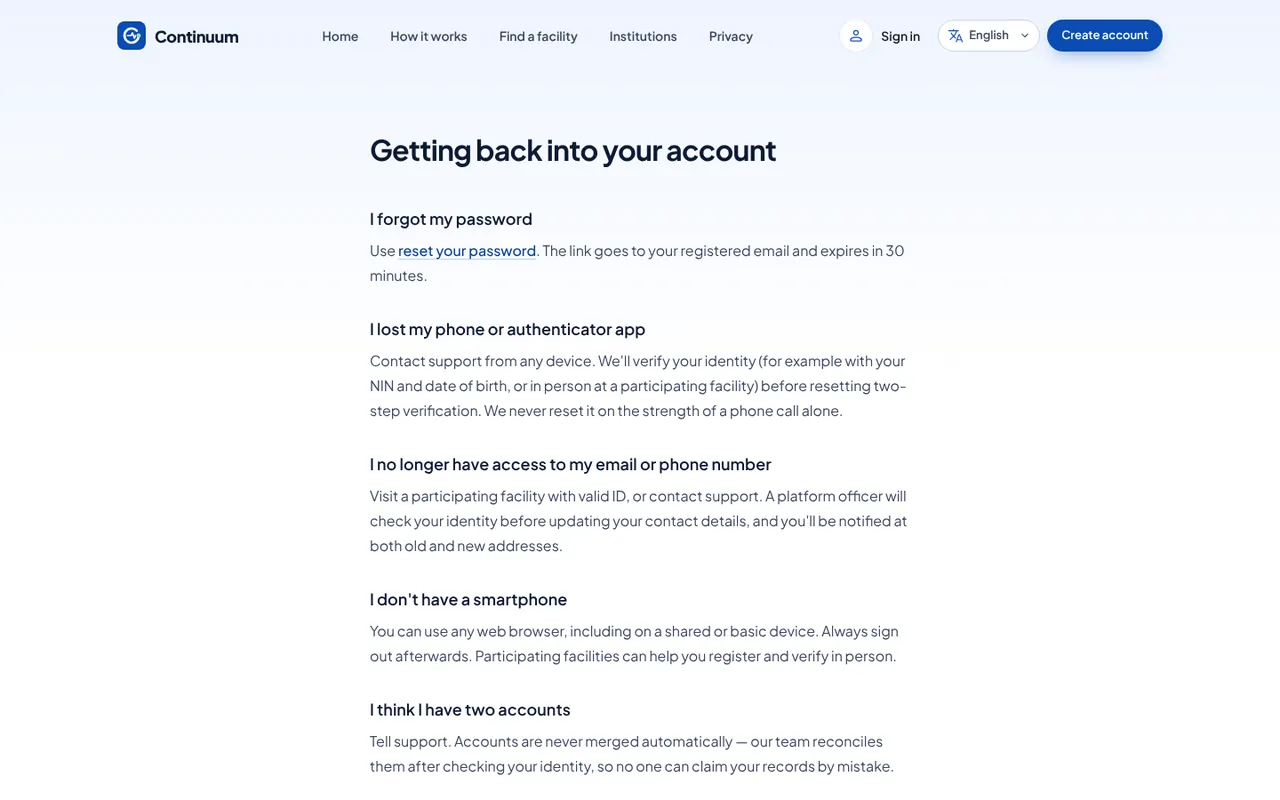 Continuum
Home
How it works
Find a facility
Institutions
Privacy
Sign in
English
Create account
Getting back into your account
I forgot my password
Use reset your password. The link goes to your registered email and expires in 30
minutes.
I lost my phone or authenticator app
Contact support from any device. We'll verify your identity (for example with your
NIN and date of birth, or in person at a participating facility) before resetting two-
step verification. We never reset it on the strength of a phone call alone.
I no longer have access to my email or phone number
Visit a participating facility with valid ID, or contact support. A platform officer will
check your identity before updating your contact details, and you'll be notified at
both old and new addresses.
I don't have a smartphone
You can use any web browser, including on a shared or basic device. Always sign
out afterwards. Participating facilities can help you register and verify in person.
I think I have two accounts
Tell support. Accounts are never merged automatically — our team reconciles
them after checking your identity, so no one can claim your records by mistake.